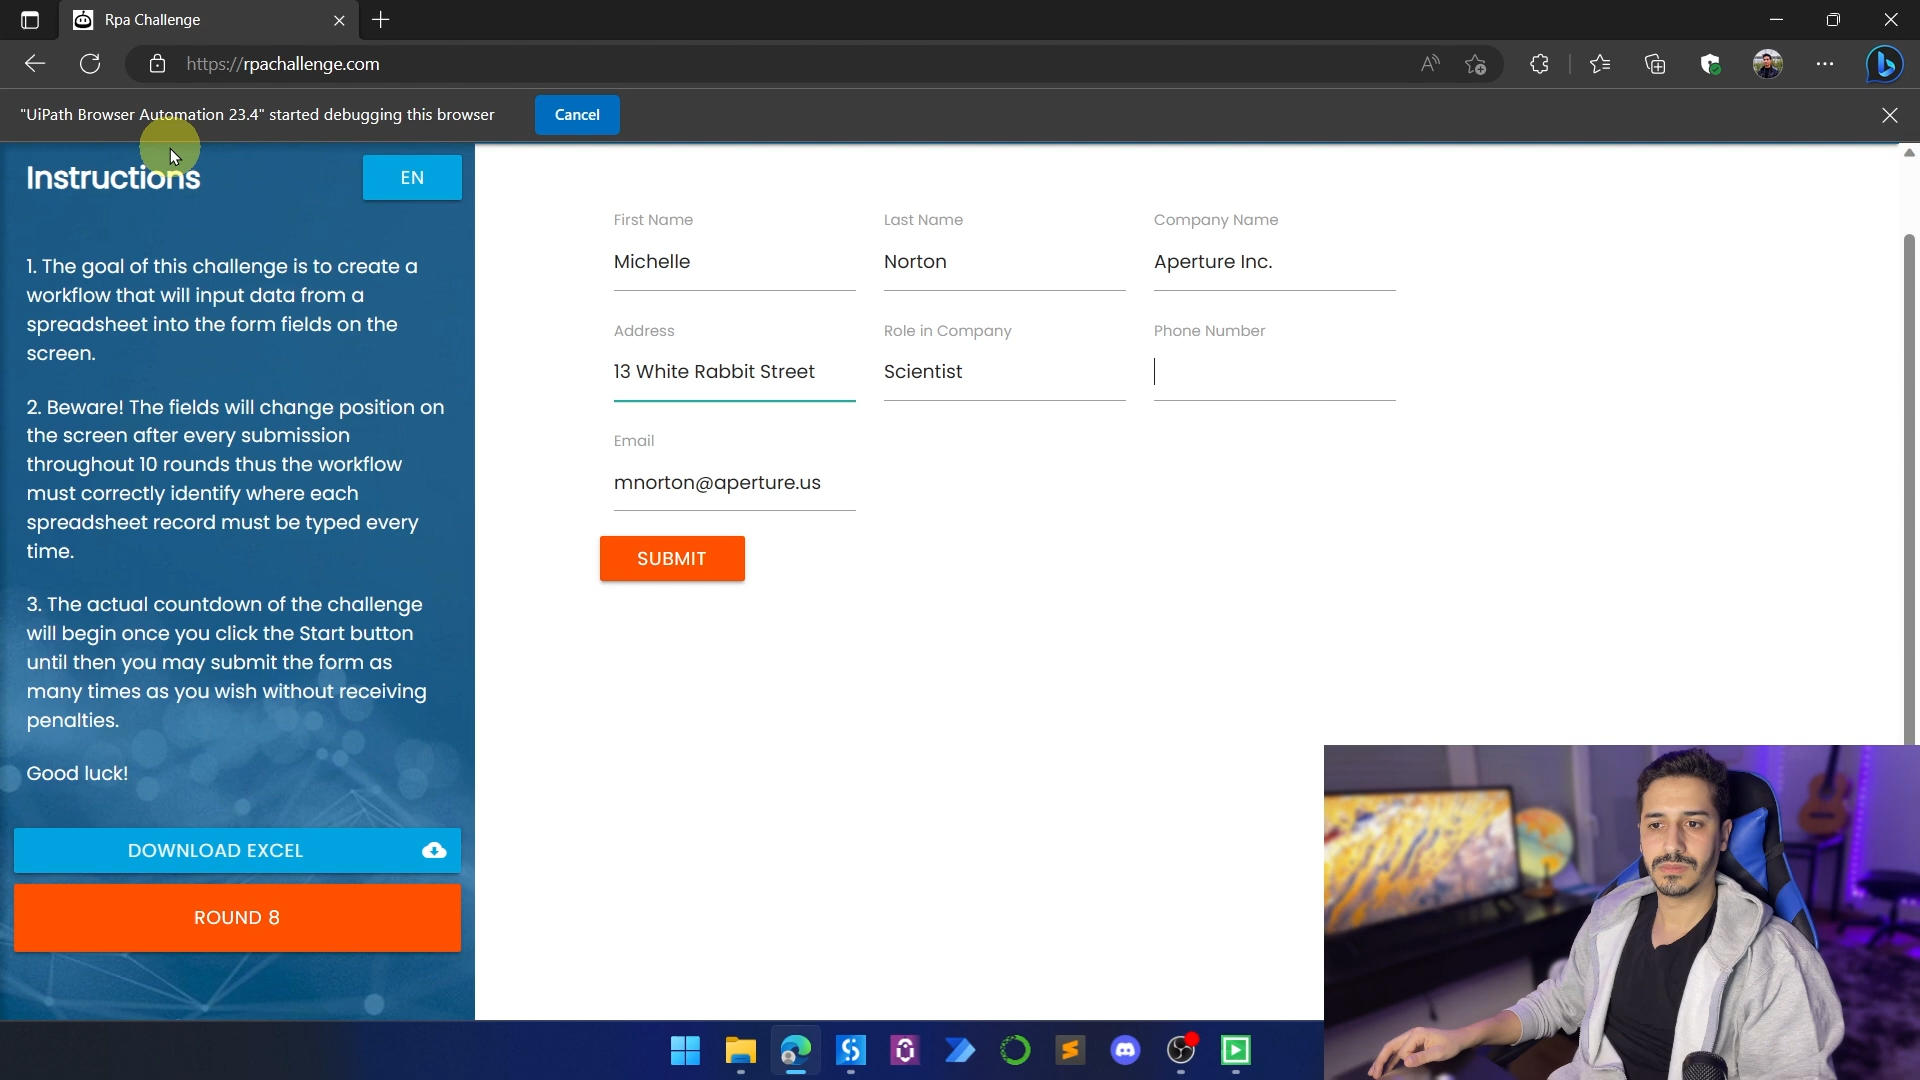 Rpa Challenge
https://rpachallenge.com
"UiPath Browser Automation 23.4" started debugging this browser
Cancel
Instructions
EN
1. The goal of this challenge is to create a
workflow that will input data from a
spreadsheet into the form fields on the
screen.
2. Beware! The fields will change position on
the screen after every submission
throughout 10 rounds thus the workflow
must correctly identify where each
spreadsheet record must be typed every
time.
3. The actual countdown of the challenge
will begin once you click the Start button
until then you may submit the form as
many times as you wish without receiving
penalties.
Good luck!
DOWNLOAD EXCEL
ROUND 8
First Name
Last Name
Company Name
Michelle
Norton
Aperture Inc.
Address
Role in Company
Phone Number
13 White Rabbit Street
Scientist
Email
mnorton@aperture.us
SUBMIT